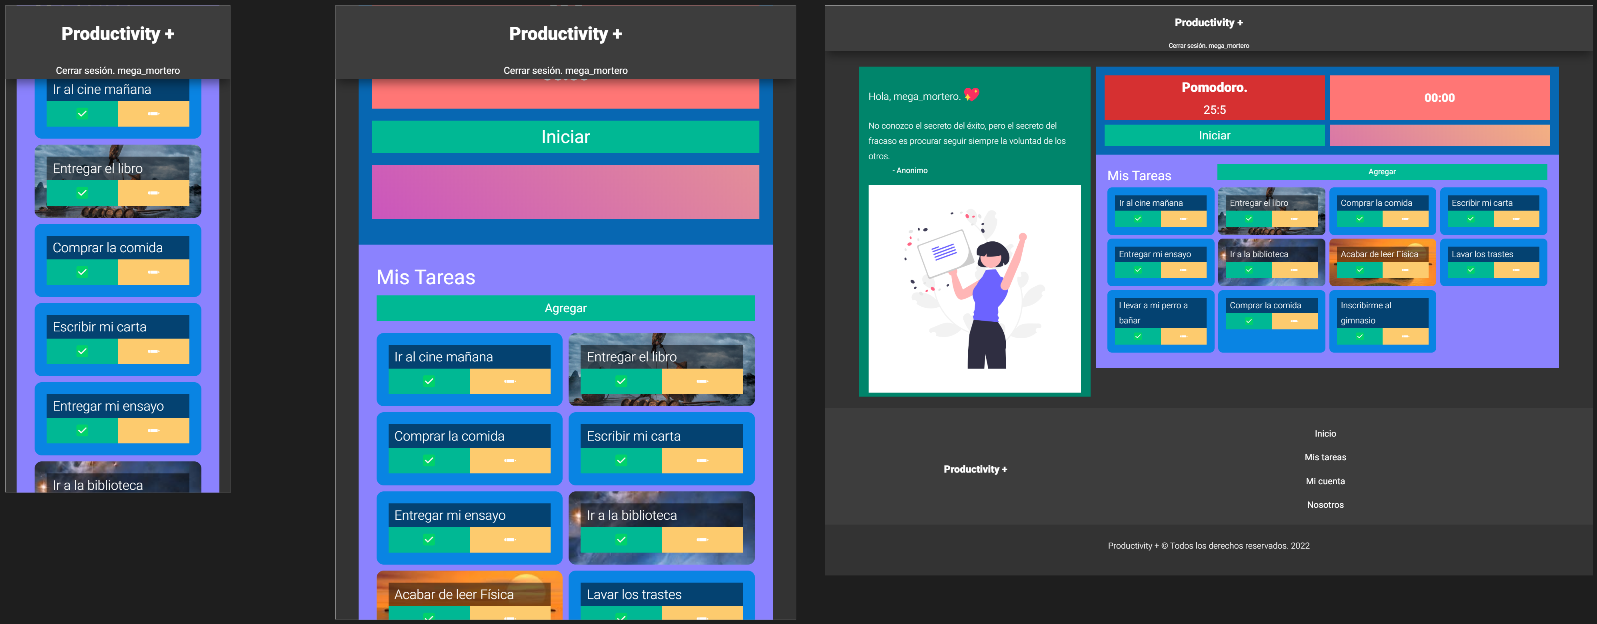 Productivity +
Cerrar sesión. mega_mortero
Ir al cine mañana
Entregar el libro
Comprar la comida
Escribir mi carta
Entregar mi ensayo
Ir a la biblioteca
Productivity +
Cerrar sesión. mega_mortero
Iniciar
Mis Tareas
Agregar
Ir al cine mañana
Entregar el libro
Comprar la comida
Escribir mi carta
Entregar mi ensayo
Ir a la biblioteca
Acabar de leer Física
Lavar los trastes
Productivity +
Cerrar sesión. mega_mortero
Hola, mega_mortero. 💖
No conozco el secreto del éxito, pero el secreto del
fracaso es procurar seguir siempre la voluntad de los
otros.
- Anonimo
Pomodoro.
25:5
00:00
Iniciar
Mis Tareas
Agregar
Ir al cine mañana
Entregar el libro
Comprar la comida
Escribir mi carta
Entregar mi ensayo
Ir a la biblioteca
Acabar de leer Física
Lavar los trastes
Llevar a mi perro a
bañar
Comprar la comida
Inscribirme al
gimnasio
Productivity +
Inicio
Mis tareas
Mi cuenta
Nosotros
Productivity + © Todos los derechos reservados. 2022